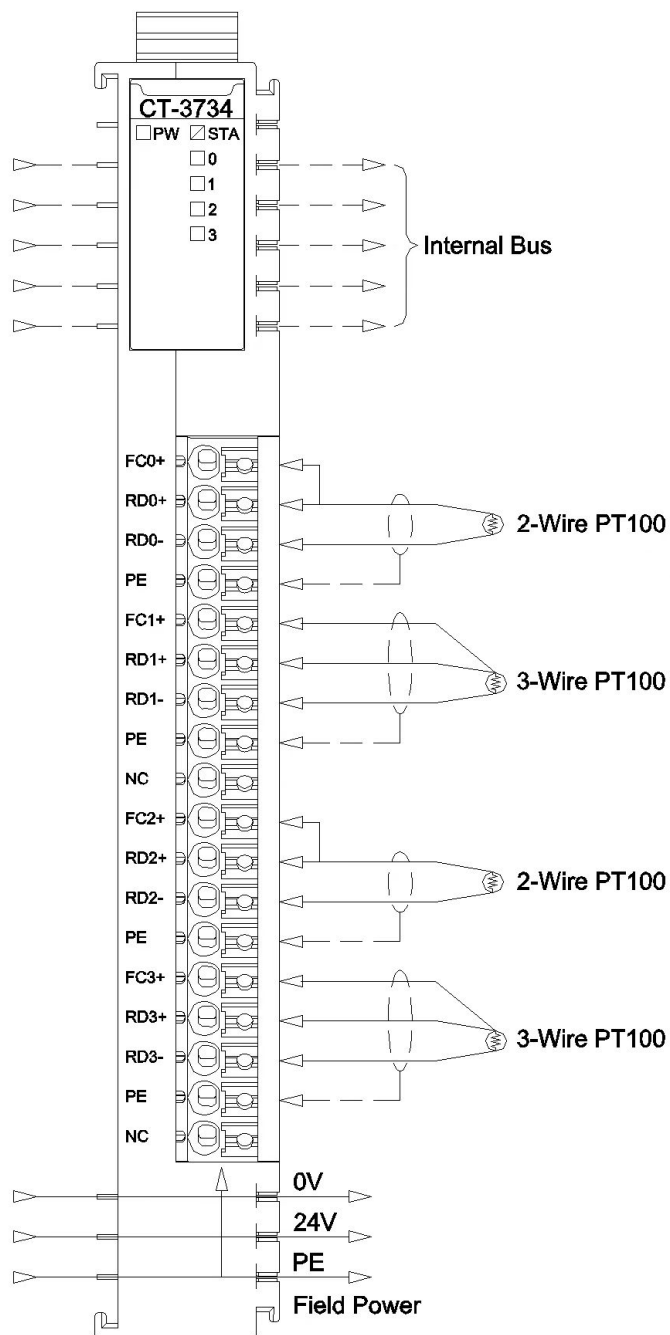 CT-3734
PW STA
0
1
2
3
Internal Bus
FC0+
RD0+
2-Wire PT100
RD0-
PE
FC1+
RD1+
3-Wire PT100
RD1-
PE
NC
FC2+
RD2+
2-Wire PT100
RD2-
PE
FC3+
RD3+
3-Wire PT100
RD3-
PE
NC
0V
24V
PE
Field Power